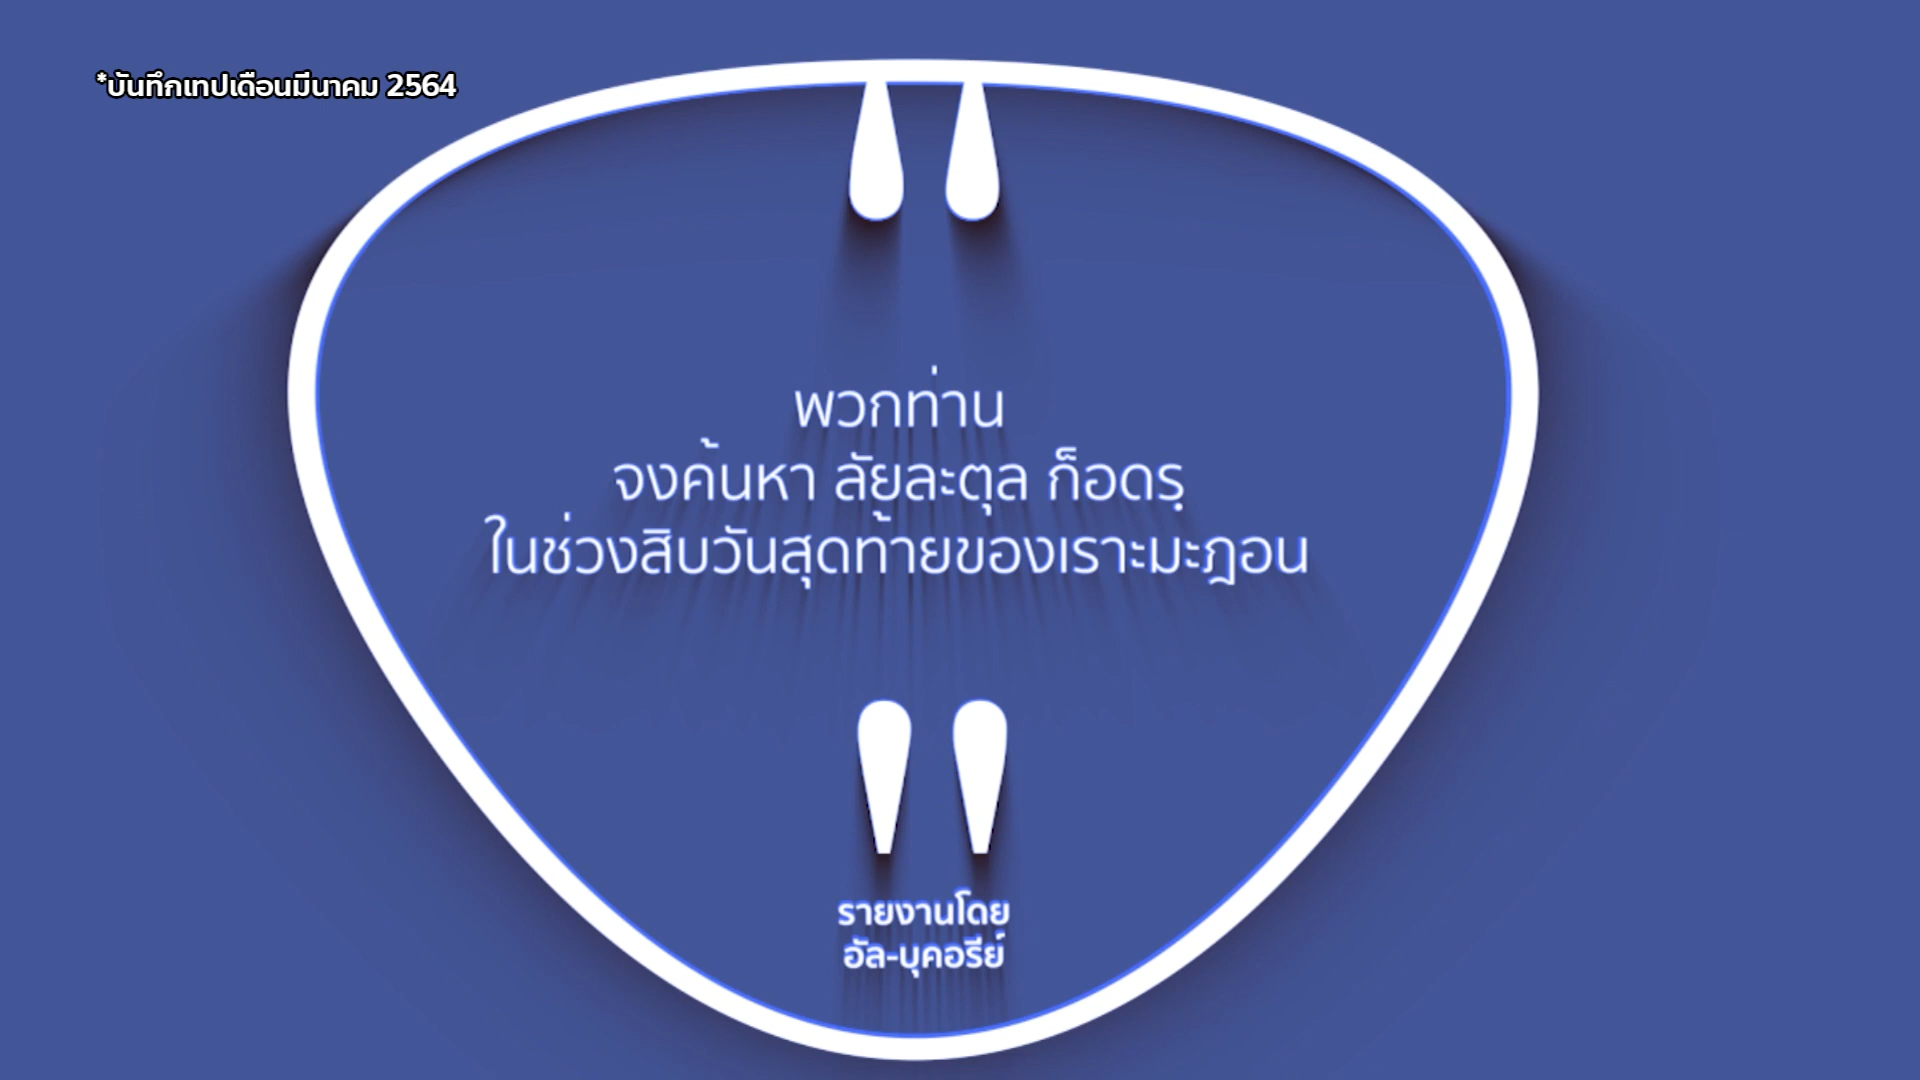 *บันทึกเทปเดือนมีนาคม 2564
พวกท่าน
จงค้นหา ลัยละตุล ก็อดรฺ
ในช่วงสิบวันสุดท้ายของเราะมะฎอน
รายงานโดย
อัล-บุคอรีย์